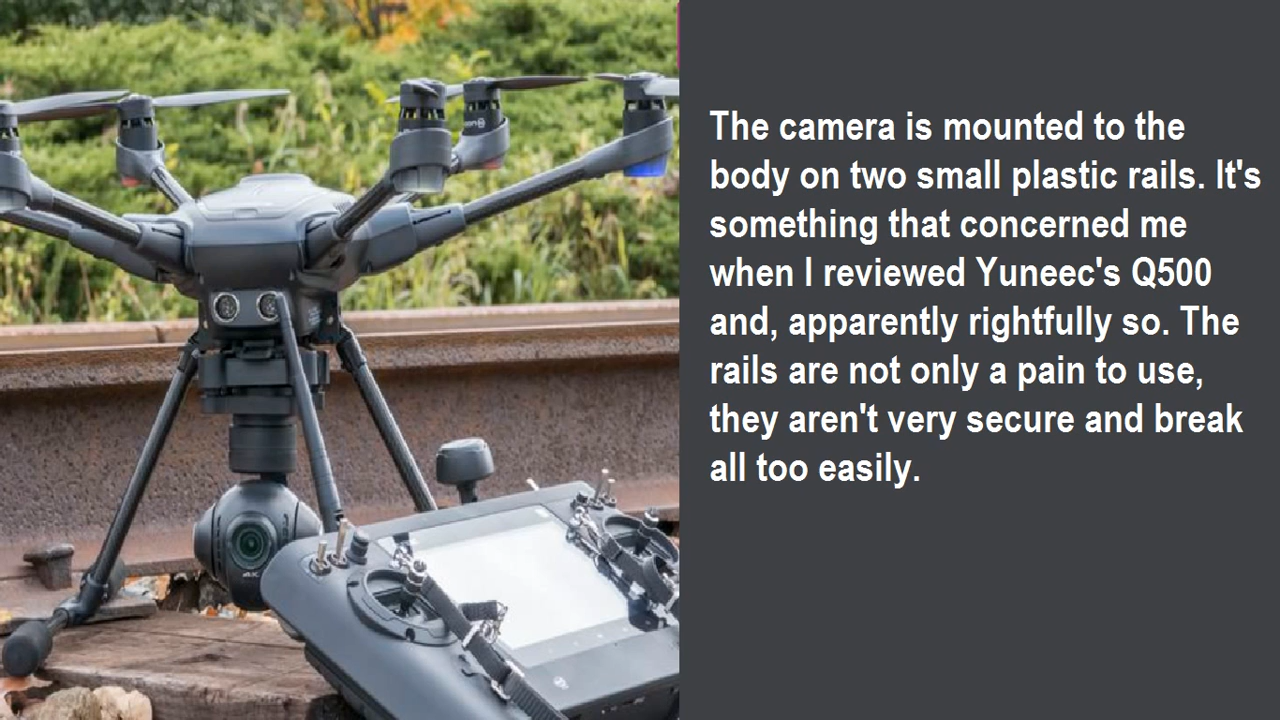 The camera is mounted to the
body on two small plastic rails. It's
something that concerned me
when I reviewed Yuneec's Q500
and, apparently rightfully so. The
rails are not only a pain to use,
they aren't very secure and break
all too easily.